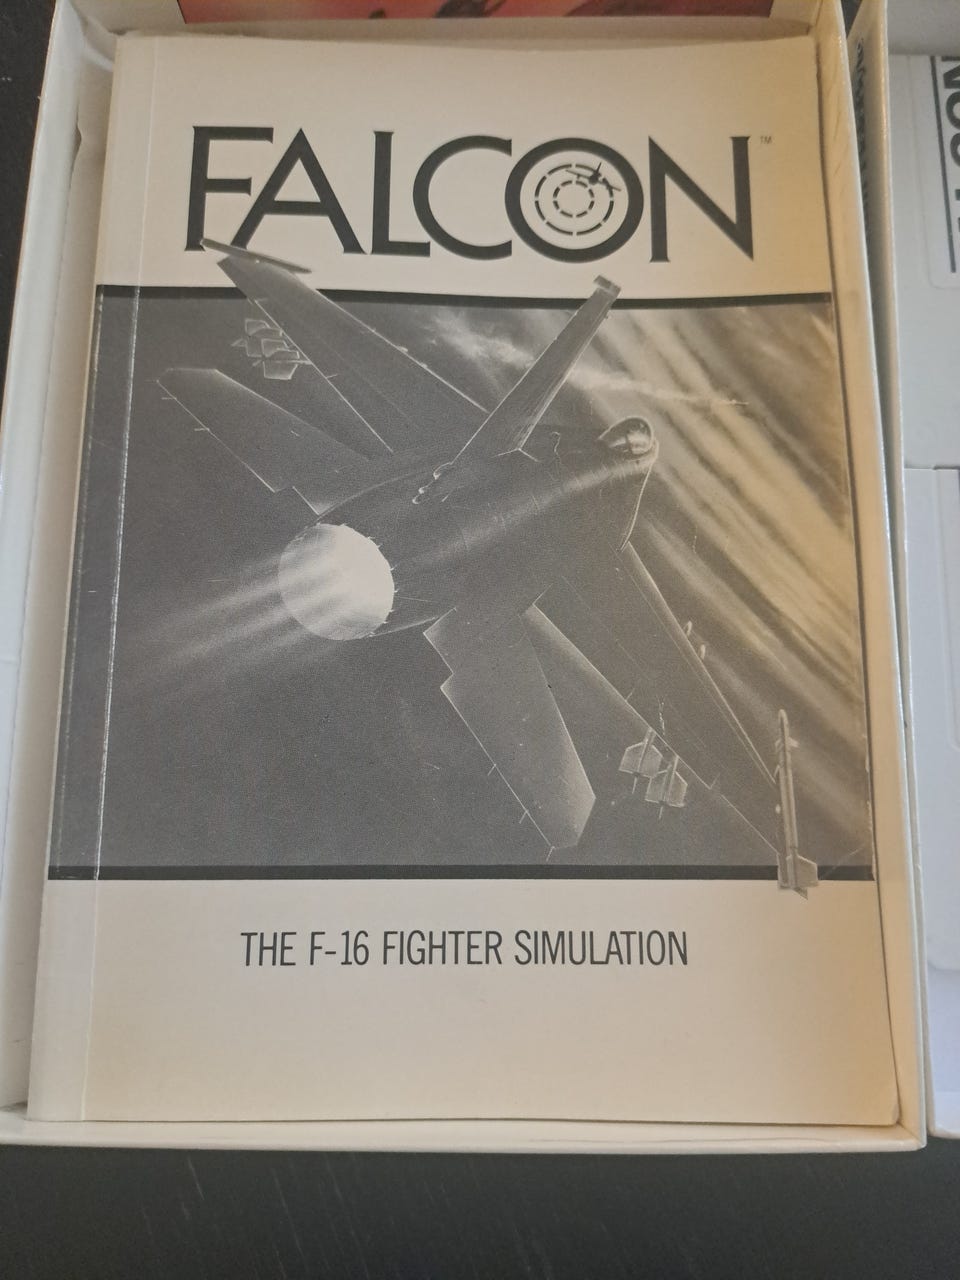 FALCON™
THE F-16 FIGHTER SIMULATION